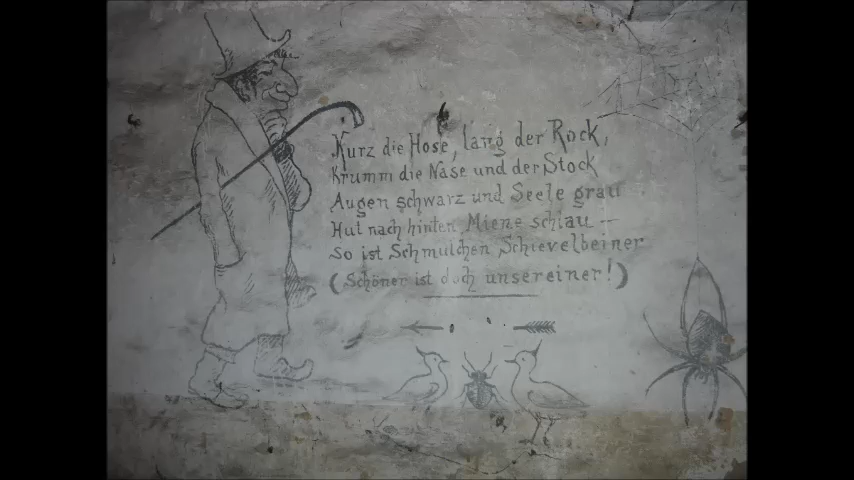 Kurz die Hose, lang der Rock,
Krumm die Nase und der Stock
Augen schwarz und Seele grau
Hut nach hinten, Miene schlau —
So ist Schmulchen Schievelbeiner
(Schöner ist doch unsereiner!)